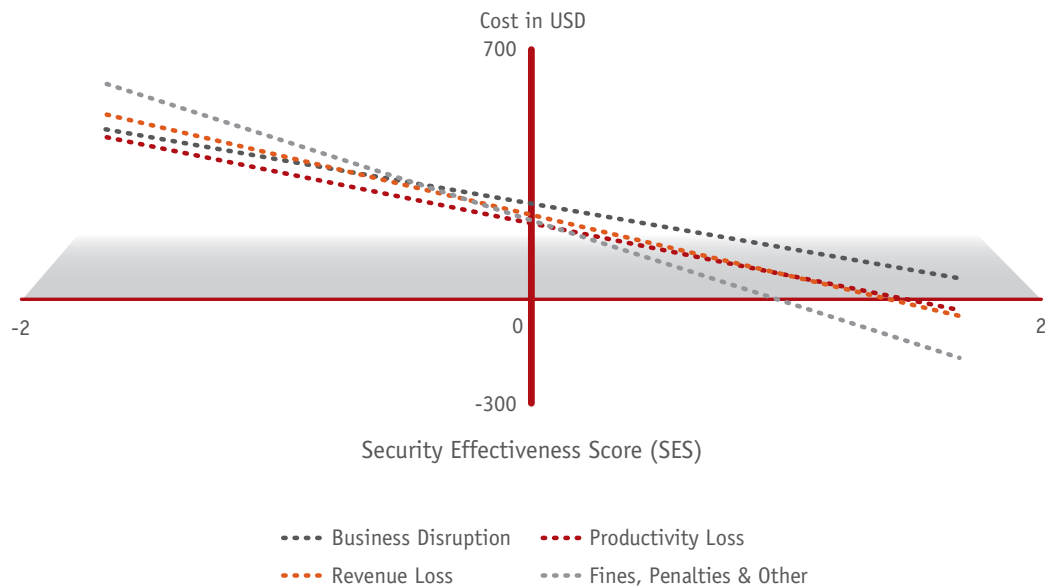 Cost in USD
700
-2
0
2
-300
Security Effectiveness Score (SES)
Business Disruption
Productivity Loss
Revenue Loss
Fines, Penalties & Other